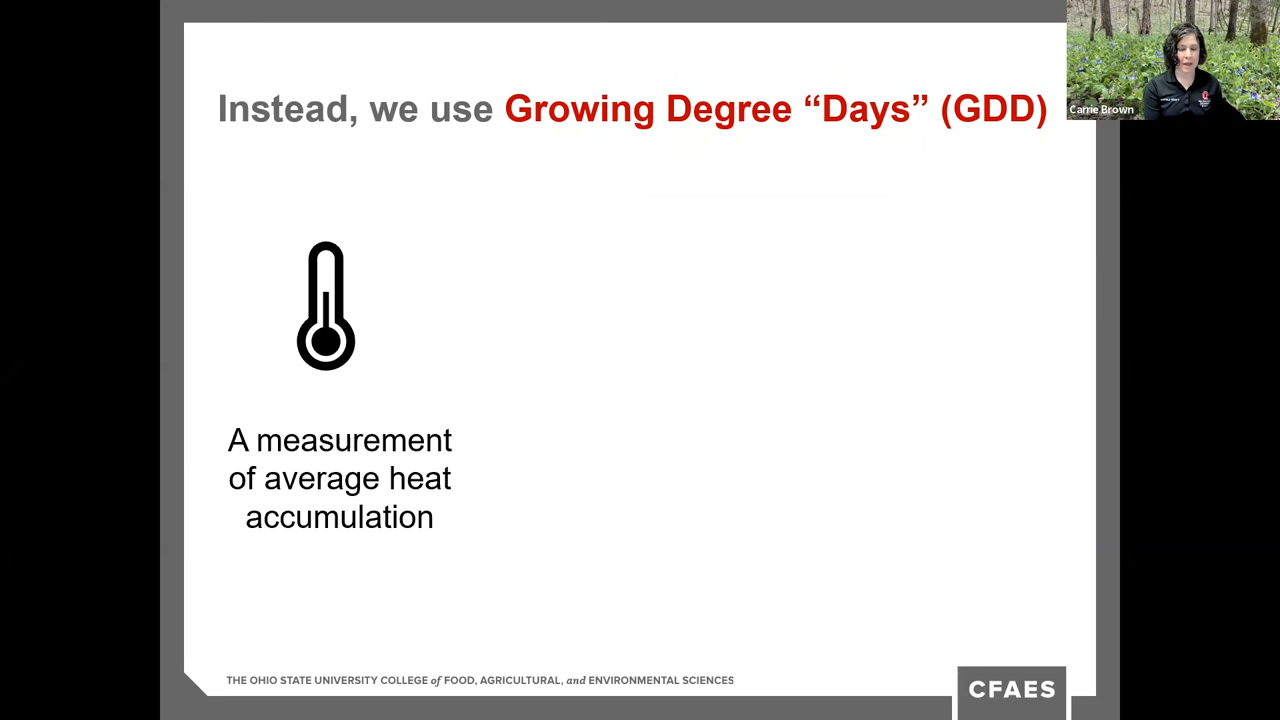 Instead, we use Growing Degree “Days” (GDD)
Carrie Brown
A measurement
of average heat
accumulation
THE OHIO STATE UNIVERSITY COLLEGE of FOOD, AGRICULTURAL, and ENVIRONMENTAL SCIENCES
CFAES